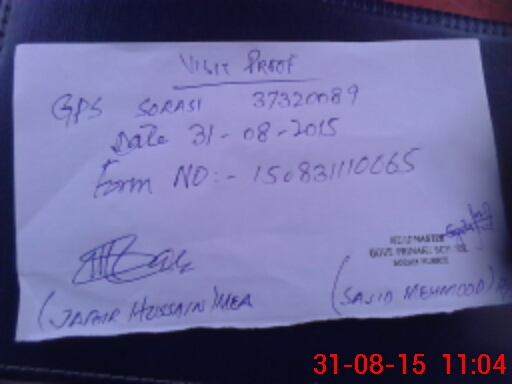 VISIT PROOF
GPS SORASI 37320089
Date 31-08-2015
Form NO:- 150831110065
HEADMASTER
GOVT. PRIMARY SCHOOL
(JAFFIR HUSSAIN) MEA
(SAJID MEHMOOD)
31-08-15 11:04